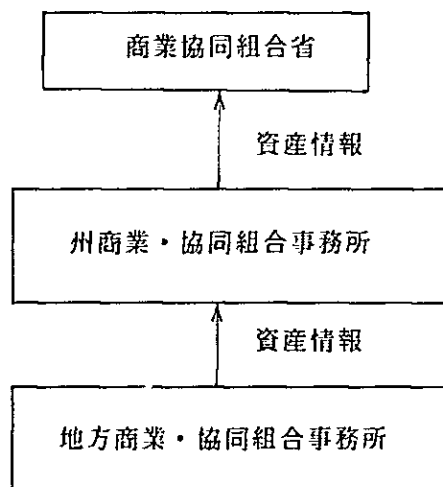 商業協同組合省
資産情報
州商業・協同組合事務所
資産情報
地方商業・協同組合事務所